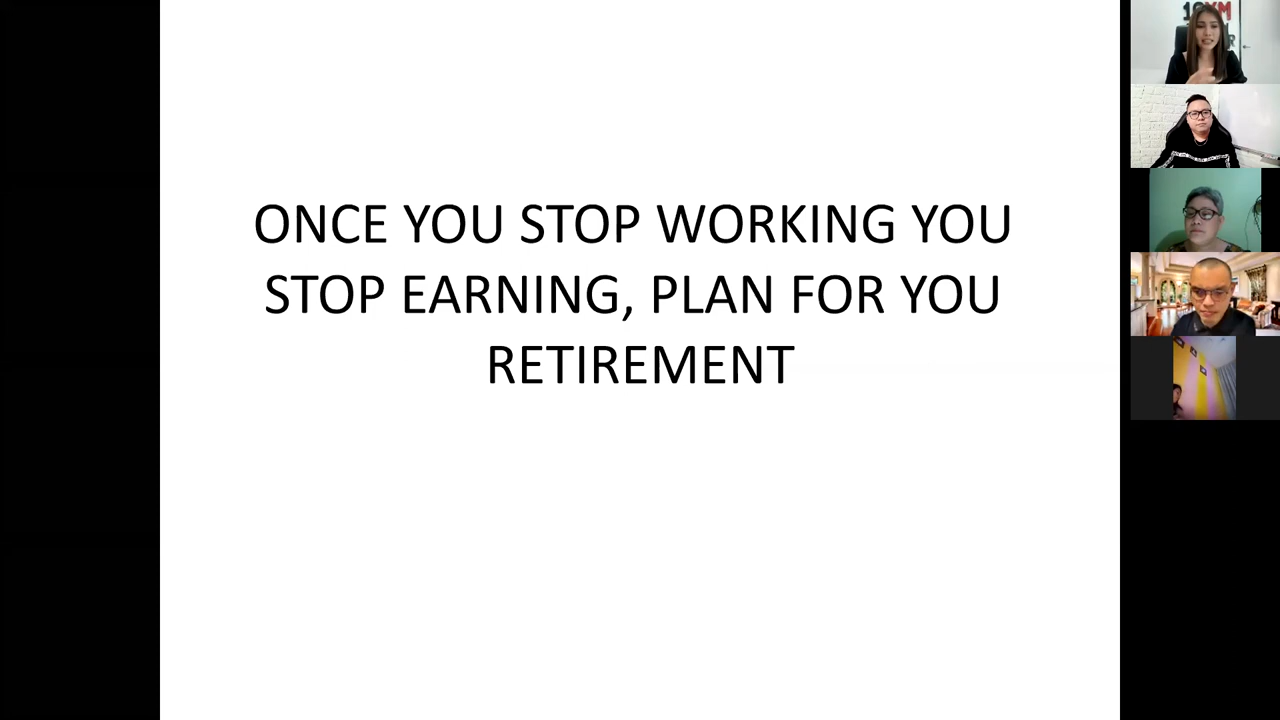 ONCE YOU STOP WORKING YOU
STOP EARNING, PLAN FOR YOU
RETIREMENT